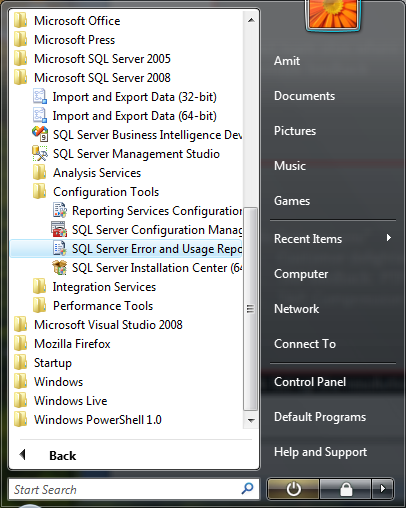 Microsoft Office
Microsoft Press
Microsoft SQL Server 2005
Microsoft SQL Server 2008
Import and Export Data (32-bit)
Import and Export Data (64-bit)
SQL Server Business Intelligence Dev
SQL Server Management Studio
Analysis Services
Configuration Tools
Reporting Services Configuration
SQL Server Configuration Manag
SQL Server Error and Usage Repo
SQL Server Installation Center (64
Integration Services
Performance Tools
Microsoft Visual Studio 2008
Mozilla Firefox
Startup
Windows
Windows Live
Windows PowerShell 1.0
Back
Start Search
Amit
Documents
Pictures
Music
Games
Recent Items
Computer
Network
Connect To
Control Panel
Default Programs
Help and Support